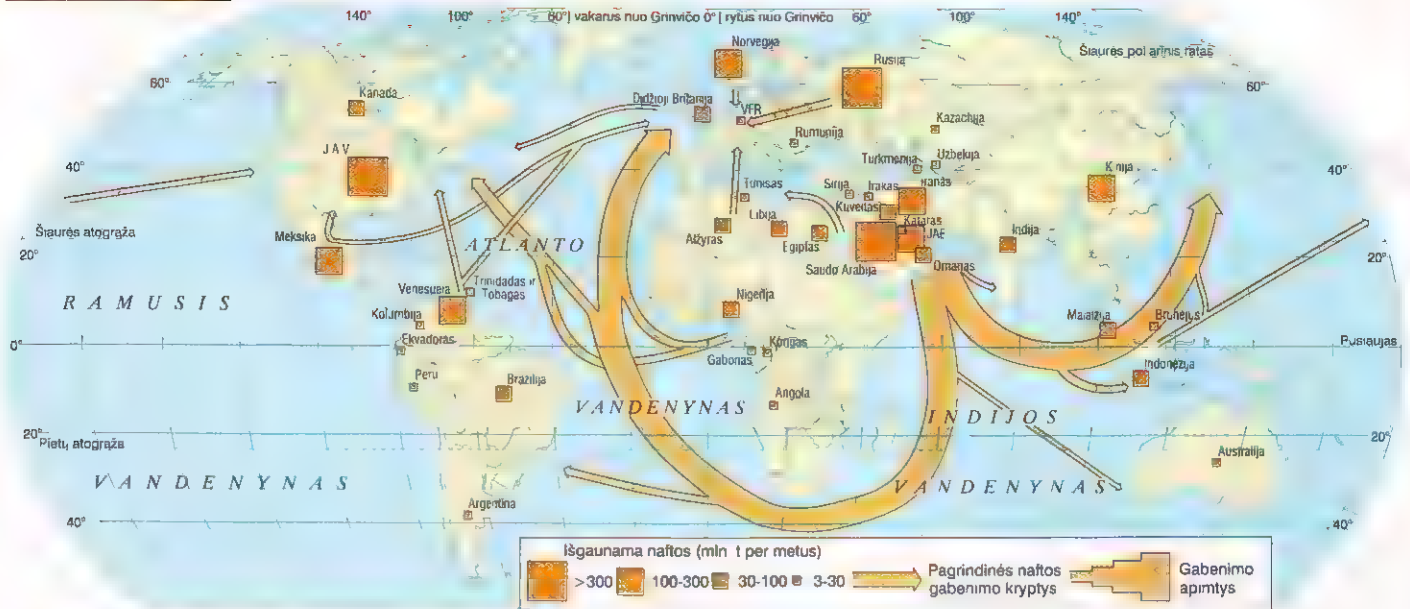 140° 100° 60°| vakarus nuo Grinvičo 0° | rytus nuo Grinvičo 60° 100° 140°
Norvegija
Rusija
Šiaurės poliarinis ratas
60°
60°
Kanada
Didžioji Britanija
VFR
Kazachija
Rumunija
JAV
Turkmėnija
Uzbekija
40°
40°
Kinija
Tunisas
Sirija
Irakas
Iranas
Kuveitas
Libija
Kataras
Alžyras
Egiptas
JAE
Indija
Šiaurės atogrąža
Meksika
ATLANTO
20°
Saudo Arabija
Omanas
20°
Venesuela
Trinidadas ir
Tobagas
RAMUSIS
Nigerija
Kolumbija
Malaizija
Brunėjus
0°
Ekvadoras
Gabonas
Kongas
Pusiaujas
Peru
Brazilija
Indonezija
Angola
VANDENYNAS
INDIJOS
20°
20°
Pietų atogrąža
Australija
VANDENYNAS
VANDENYNAS
Argentina
40°
40°
Išgaunama naftos (mln t per metus)
>300 100-300 30-100 3-30
Pagrindinės naftos
gabenimo kryptys
Gabenimo
apimtys